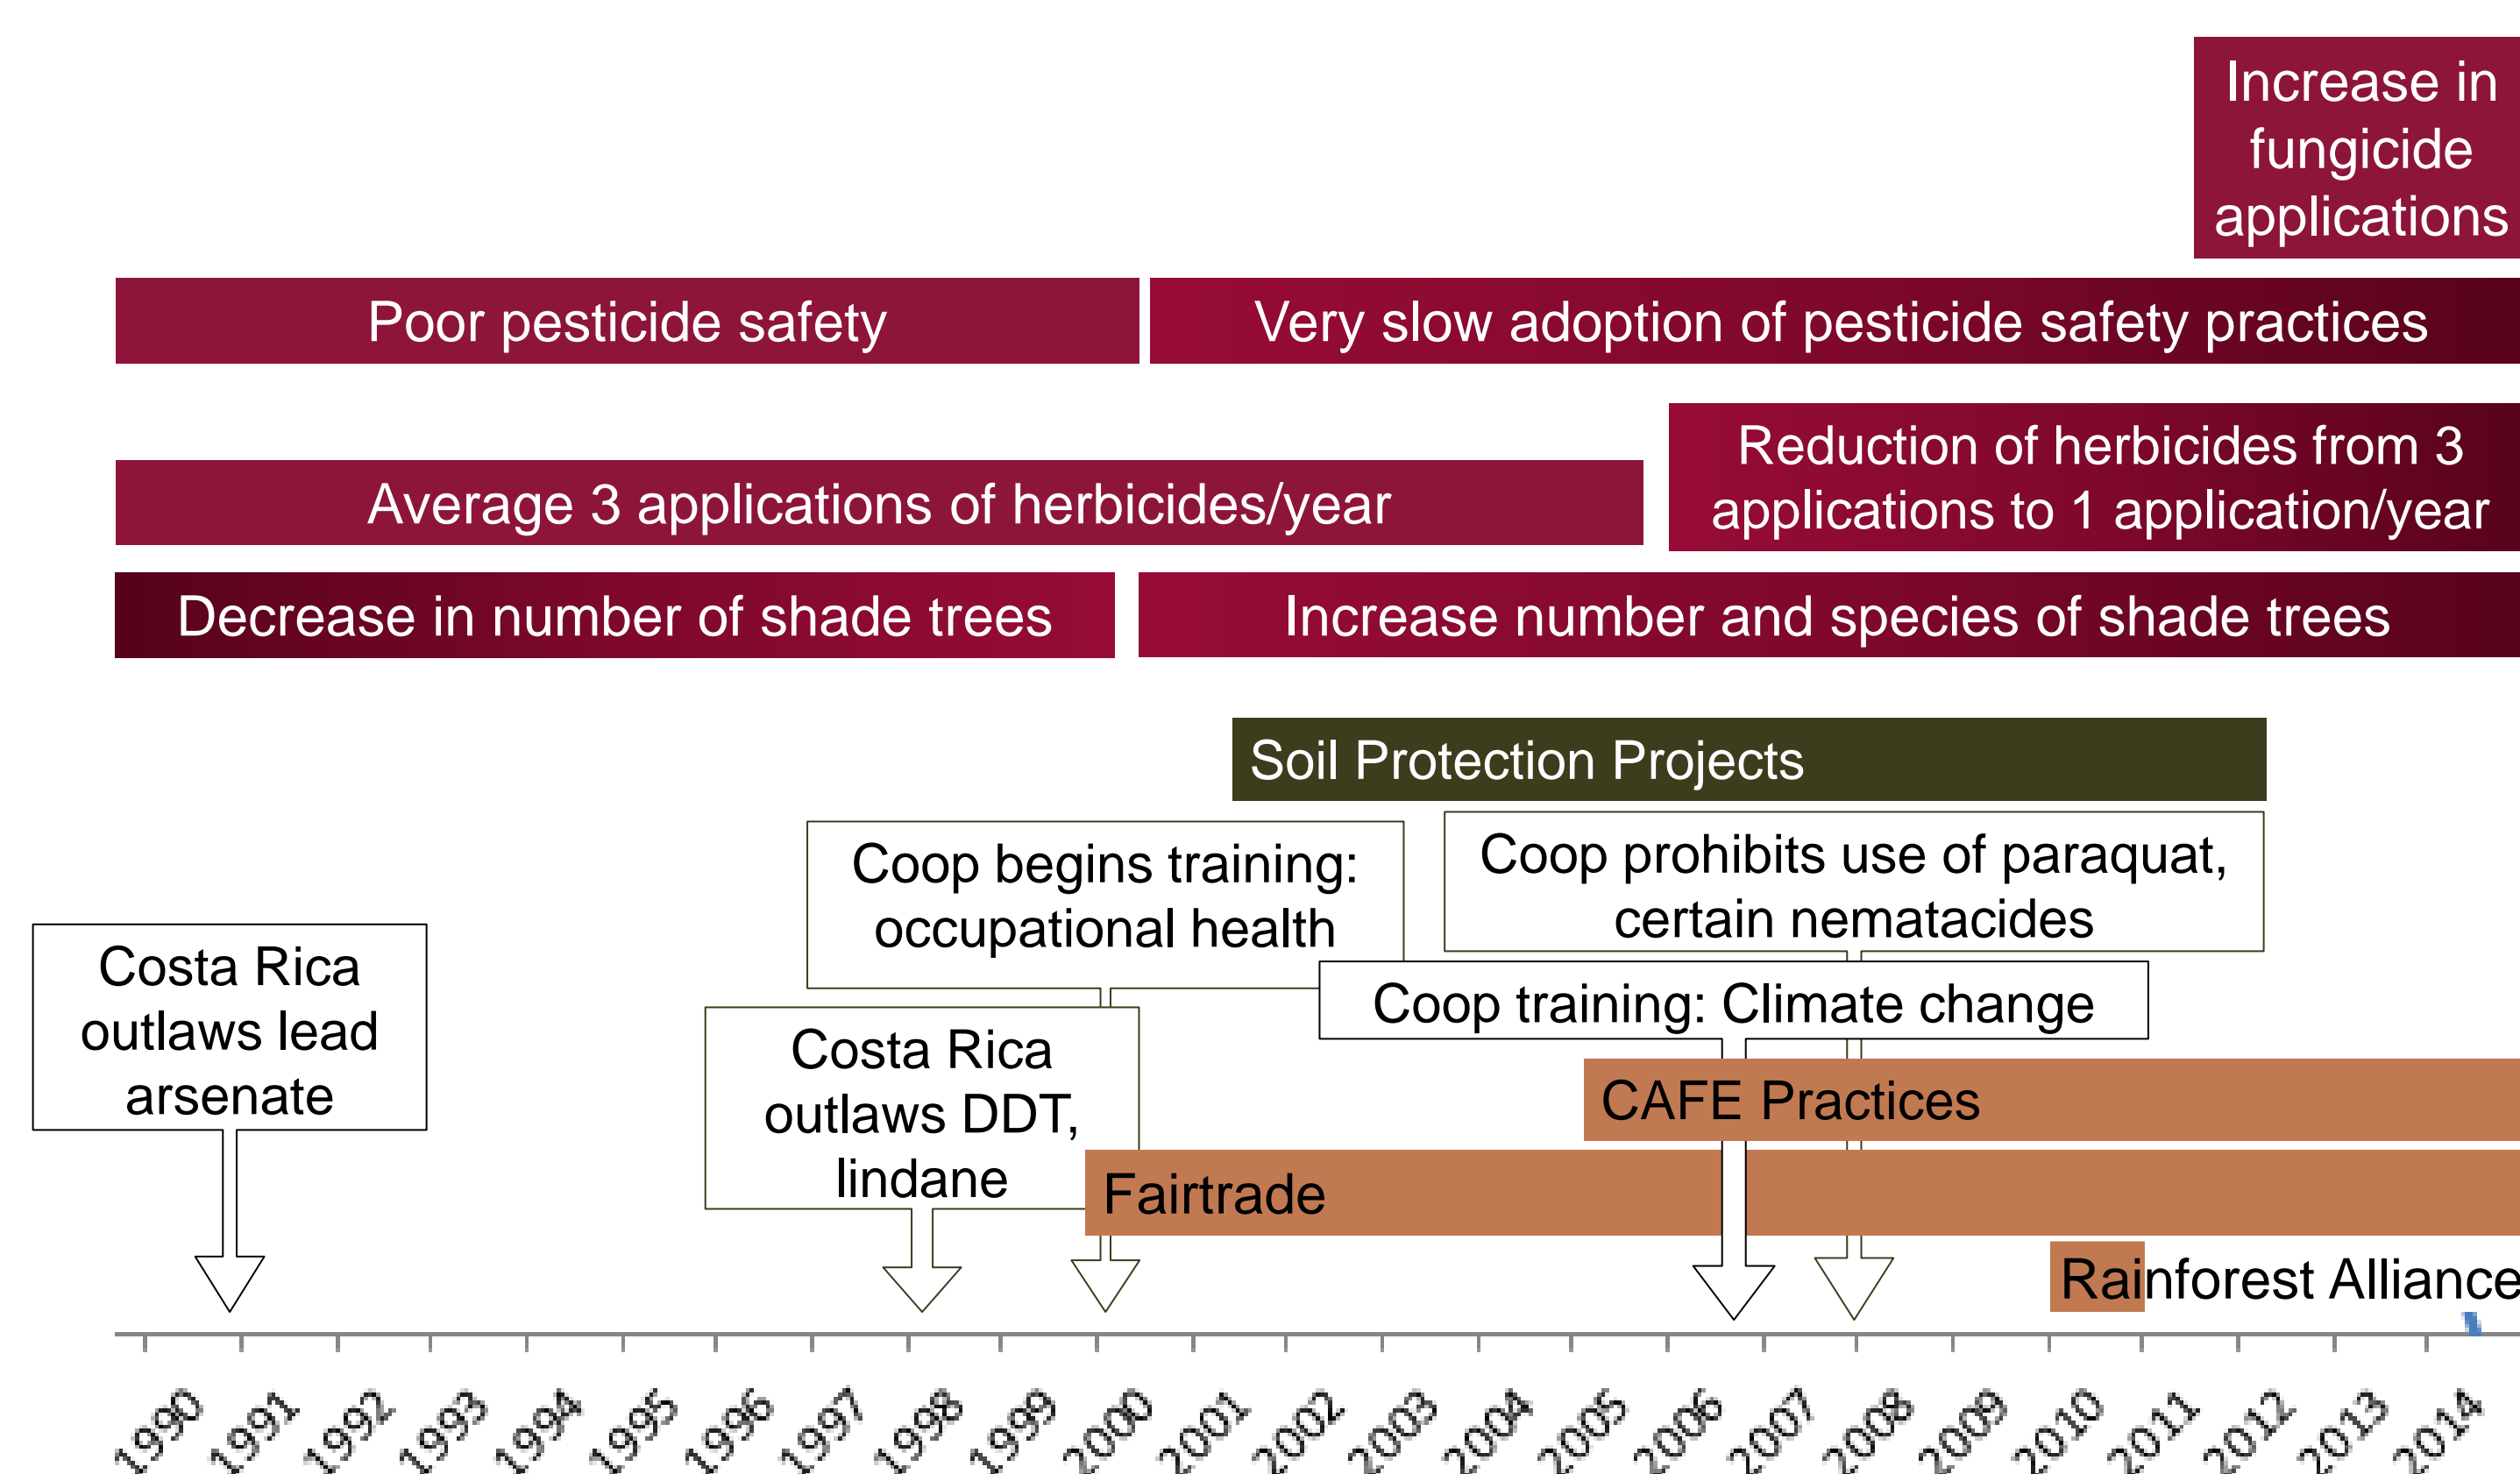 Increase in
fungicide
applications
Poor pesticide safety
Very slow adoption of pesticide safety practices
Reduction of herbicides from 3
applications to 1 application/year
Average 3 applications of herbicides/year
Decrease in number of shade trees
Increase number and species of shade trees
Soil Protection Projects
Coop begins training:
occupational health
Coop prohibits use of paraquat,
certain nematacides
Costa Rica
outlaws lead
arsenate
Coop training: Climate change
Costa Rica
outlaws DDT,
lindane
CAFE Practices
Fairtrade
Rainforest Alliance
1990
1991
1992
1993
1994
1995
1996
1997
1998
1999
2000
2001
2002
2003
2004
2005
2006
2007
2008
2009
2010
2011
2012
2013
2014